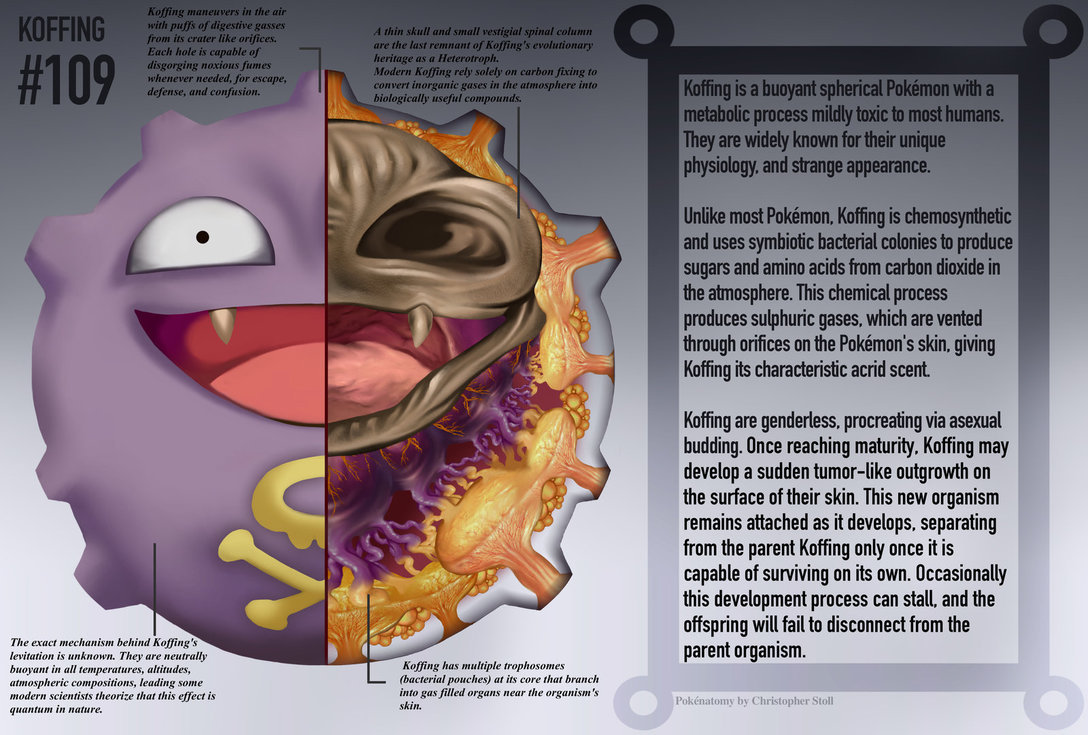 KOFFING
#109
Koffing maneuvers in the air
with puffs of digestive gasses
from its crater like orifices.
Each hole is capable of
disgorging noxious fumes
whenever needed, for escape,
defense, and confusion.
A thin skull and small vestigial spinal column
are the last remnant of Koffing's evolutionary
heritage as a Heterotroph.
Modern Koffing rely solely on carbon fixing to
convert inorganic gases in the atmosphere into
biologically useful compounds.
Koffing is a buoyant spherical Pokémon with a
metabolic process mildly toxic to most humans.
They are widely known for their unique
physiology, and strange appearance.
Unlike most Pokémon, Koffing is chemosynthetic
and uses symbiotic bacterial colonies to produce
sugars and amino acids from carbon dioxide in
the atmosphere. This chemical process
produces sulphuric gases, which are vented
through orifices on the Pokémon's skin, giving
Koffing its characteristic acrid scent.
Koffing are genderless, procreating via asexual
budding. Once reaching maturity, Koffing may
develop a sudden tumor-like outgrowth on
the surface of their skin. This new organism
remains attached as it develops, separating
from the parent Koffing only once it is
capable of surviving on its own. Occasionally
this development process can stall, and the
offspring will fail to disconnect from the
parent organism.
The exact mechanism behind Koffing's
levitation is unknown. They are neutrally
buoyant in all temperatures, altitudes,
atmospheric compositions, leading some
modern scientists theorize that this effect is
quantum in nature.
Koffing has multiple trophosomes
(bacterial pouches) at its core that branch
into gas filled organs near the organism's
skin.
Pokénatomy by Christopher Stoll